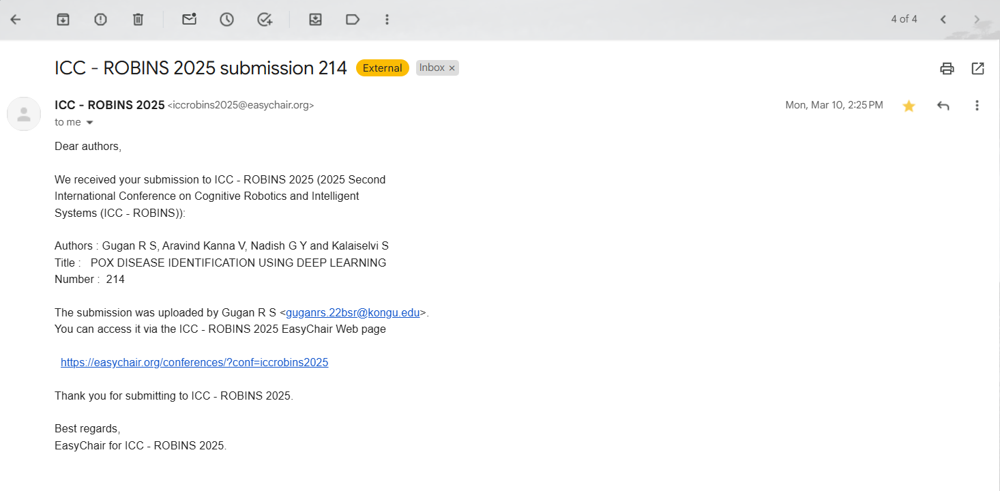 4 of 4
ICC - ROBINS 2025 submission 214 External Inbox ×
ICC - ROBINS 2025 <iccrobins2025@easychair.org> Mon, Mar 10, 2:25 PM
to me
Dear authors,
We received your submission to ICC - ROBINS 2025 (2025 Second
International Conference on Cognitive Robotics and Intelligent
Systems (ICC - ROBINS)):
Authors : Gugan R S, Aravind Kanna V, Nadish G Y and Kalaiselvi S
Title :   POX DISEASE IDENTIFICATION USING DEEP LEARNING
Number :  214
The submission was uploaded by Gugan R S <guganrs.22bsr@kongu.edu>.
You can access it via the ICC - ROBINS 2025 EasyChair Web page
https://easychair.org/conferences/?conf=iccrobins2025
Thank you for submitting to ICC - ROBINS 2025.
Best regards,
EasyChair for ICC - ROBINS 2025.